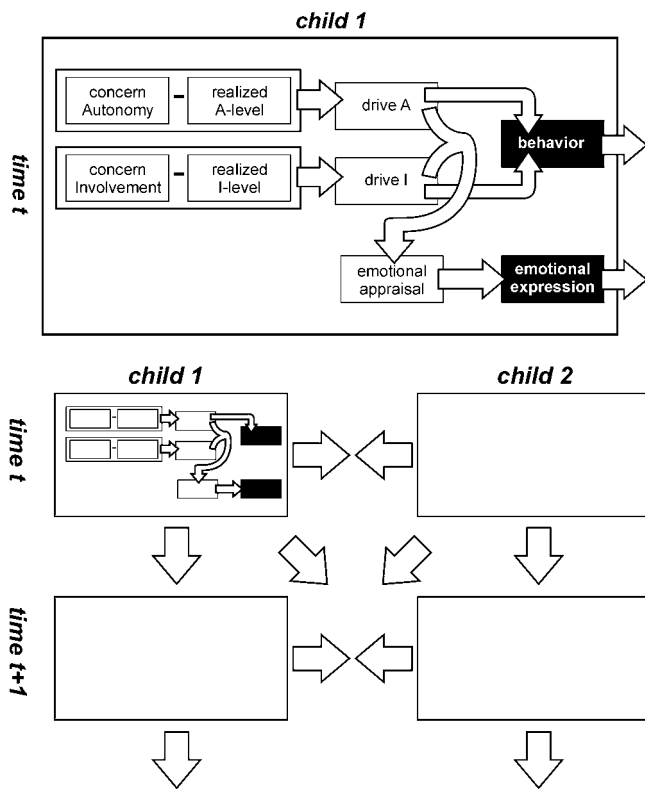 child 1
time t
concern
Autonomy
–
realized
A-level
drive A
concern
Involvement
–
realized
I-level
drive I
behavior
emotional
appraisal
emotional
expression
child 1
child 2
time t
-
-
time t+1